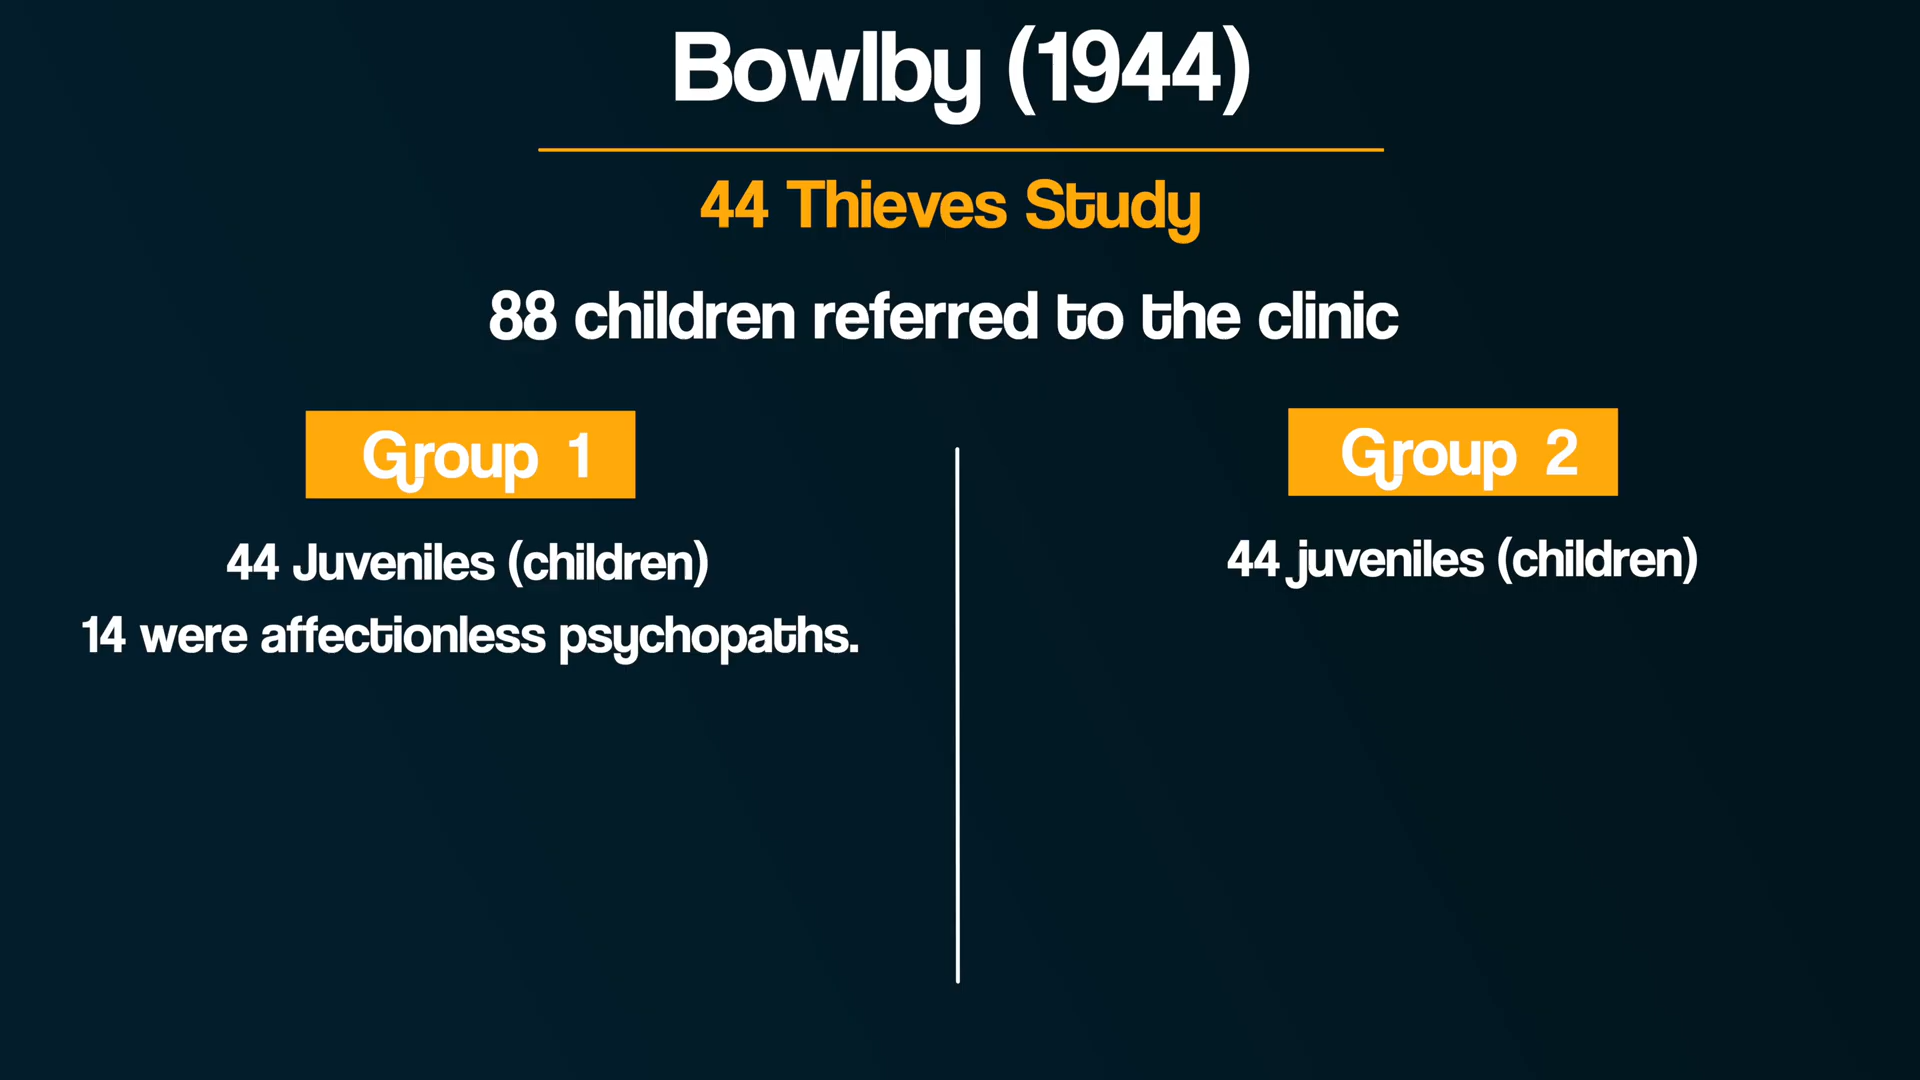 Bowlby (1944)
44 Thieves Study
88 children referred to the clinic
Group 1
44 Juveniles (children)
14 were affectionless psychopaths.
Group 2
44 juveniles (children)